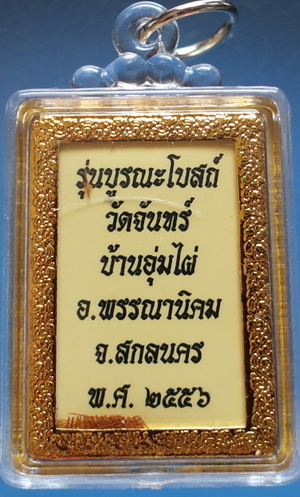 รุ่นบูรณะโบสถ์
วัดจันทร์
บ้านอุ่มไผ่
อ.พรรณานิคม
จ.สกลนคร
พ.ศ. ๒๕๕๖